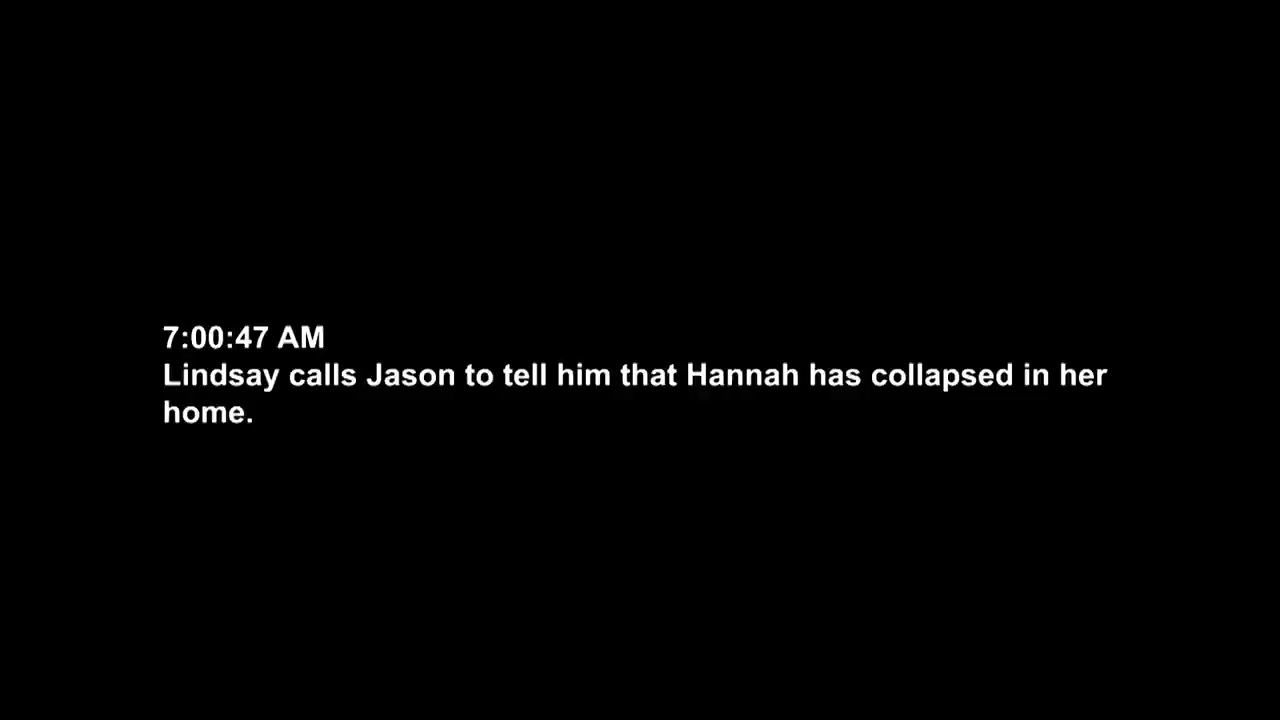 7:00:47 AM
Lindsay calls Jason to tell him that Hannah has collapsed in her
home.